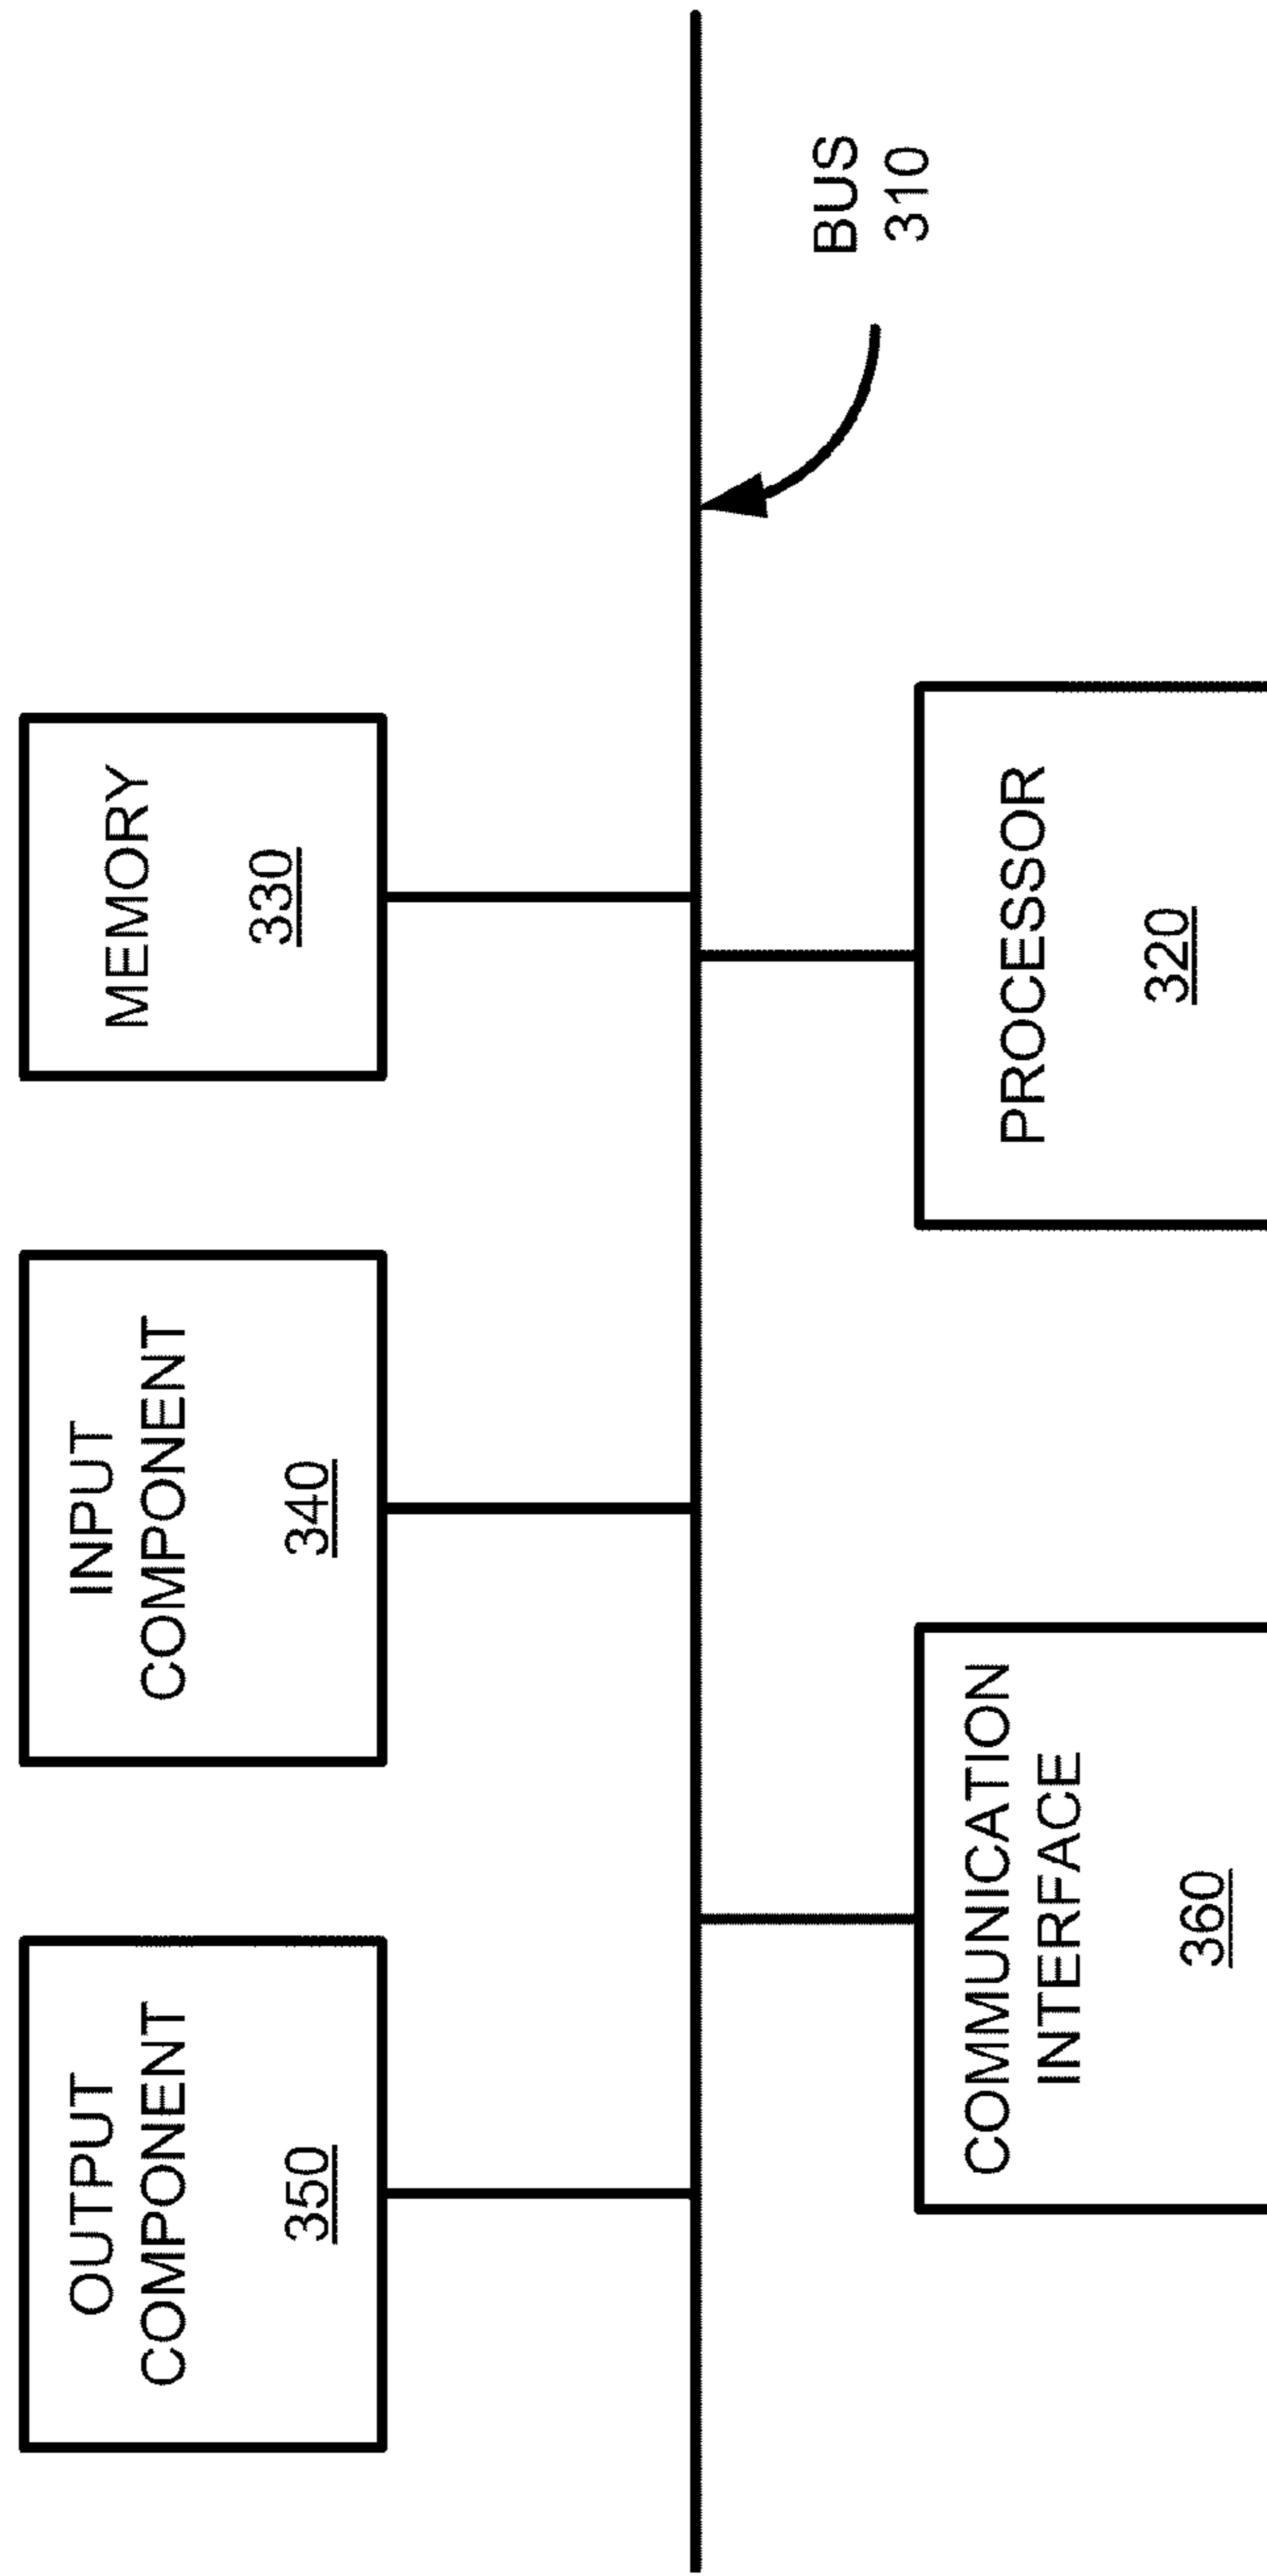 OUTPUT
COMPONENT
350
INPUT
COMPONENT
340
MEMORY
330
COMMUNICATION
INTERFACE
360
PROCESSOR
320
BUS
310